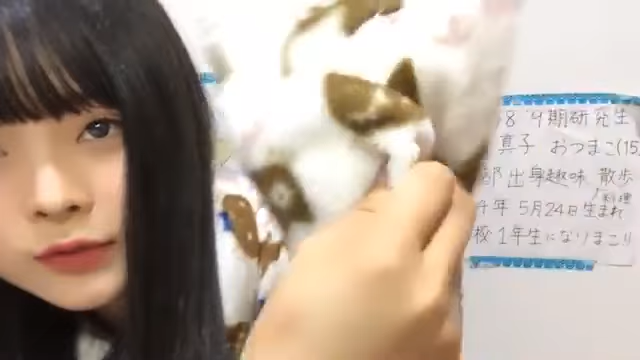 8 9期研究生
真子 おつまこ(15
部出身趣味 散歩
料理
4年 5月24日生まれ
校1年生になりまこり